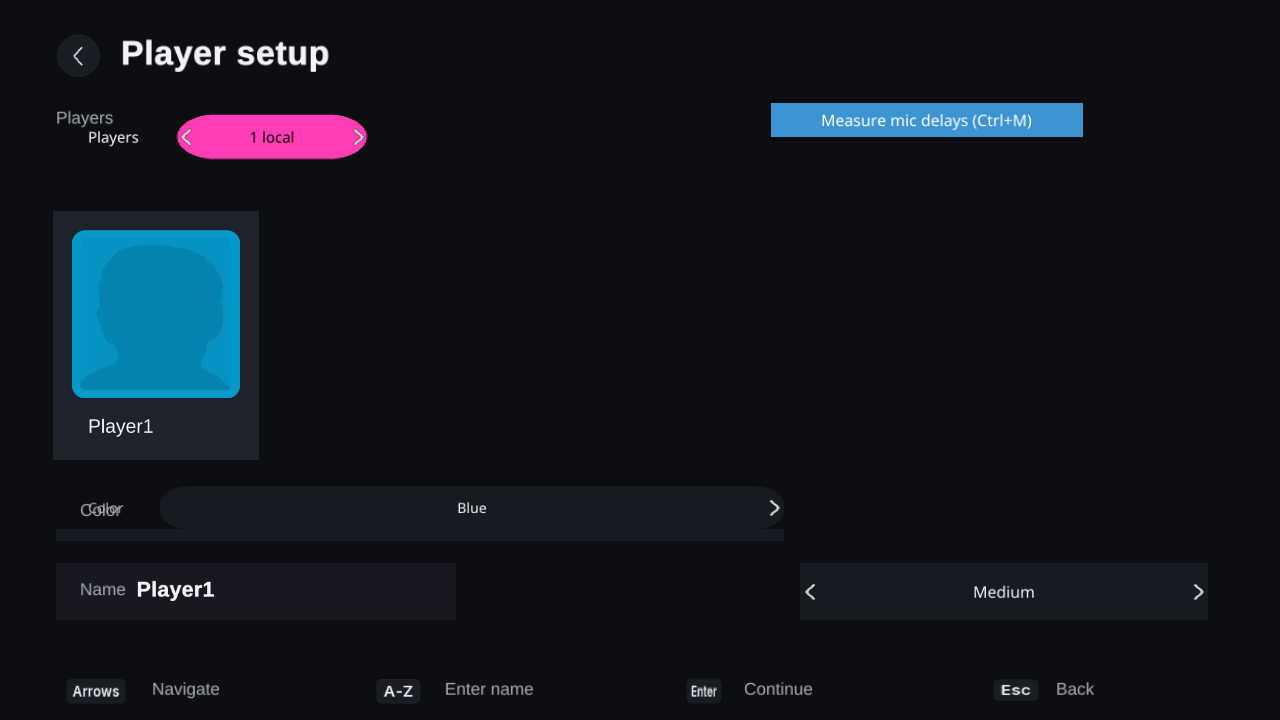 Player setup
Players
Players
1 local
Measure mic delays (Ctrl+M)
Player1
Color
Color
Blue
Name Player1
Medium
Arrows Navigate A-Z Enter name Enter Continue Esc Back